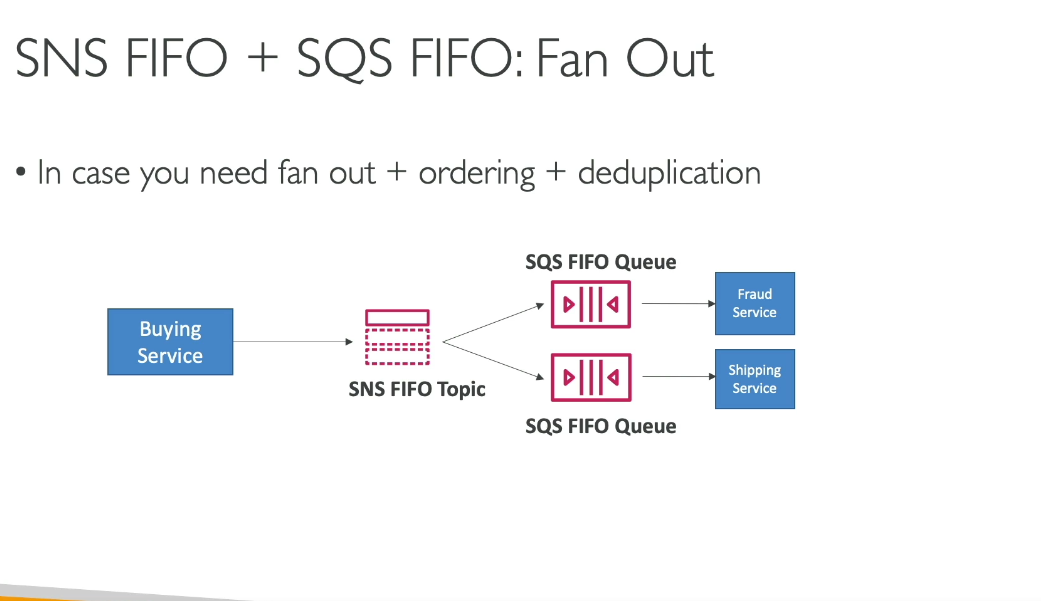 SNS FIFO + SQS FIFO: Fan Out
• In case you need fan out + ordering + deduplication
SQS FIFO Queue
Fraud
Service
Buying
Service
SNS FIFO Topic
Shipping
Service
SQS FIFO Queue